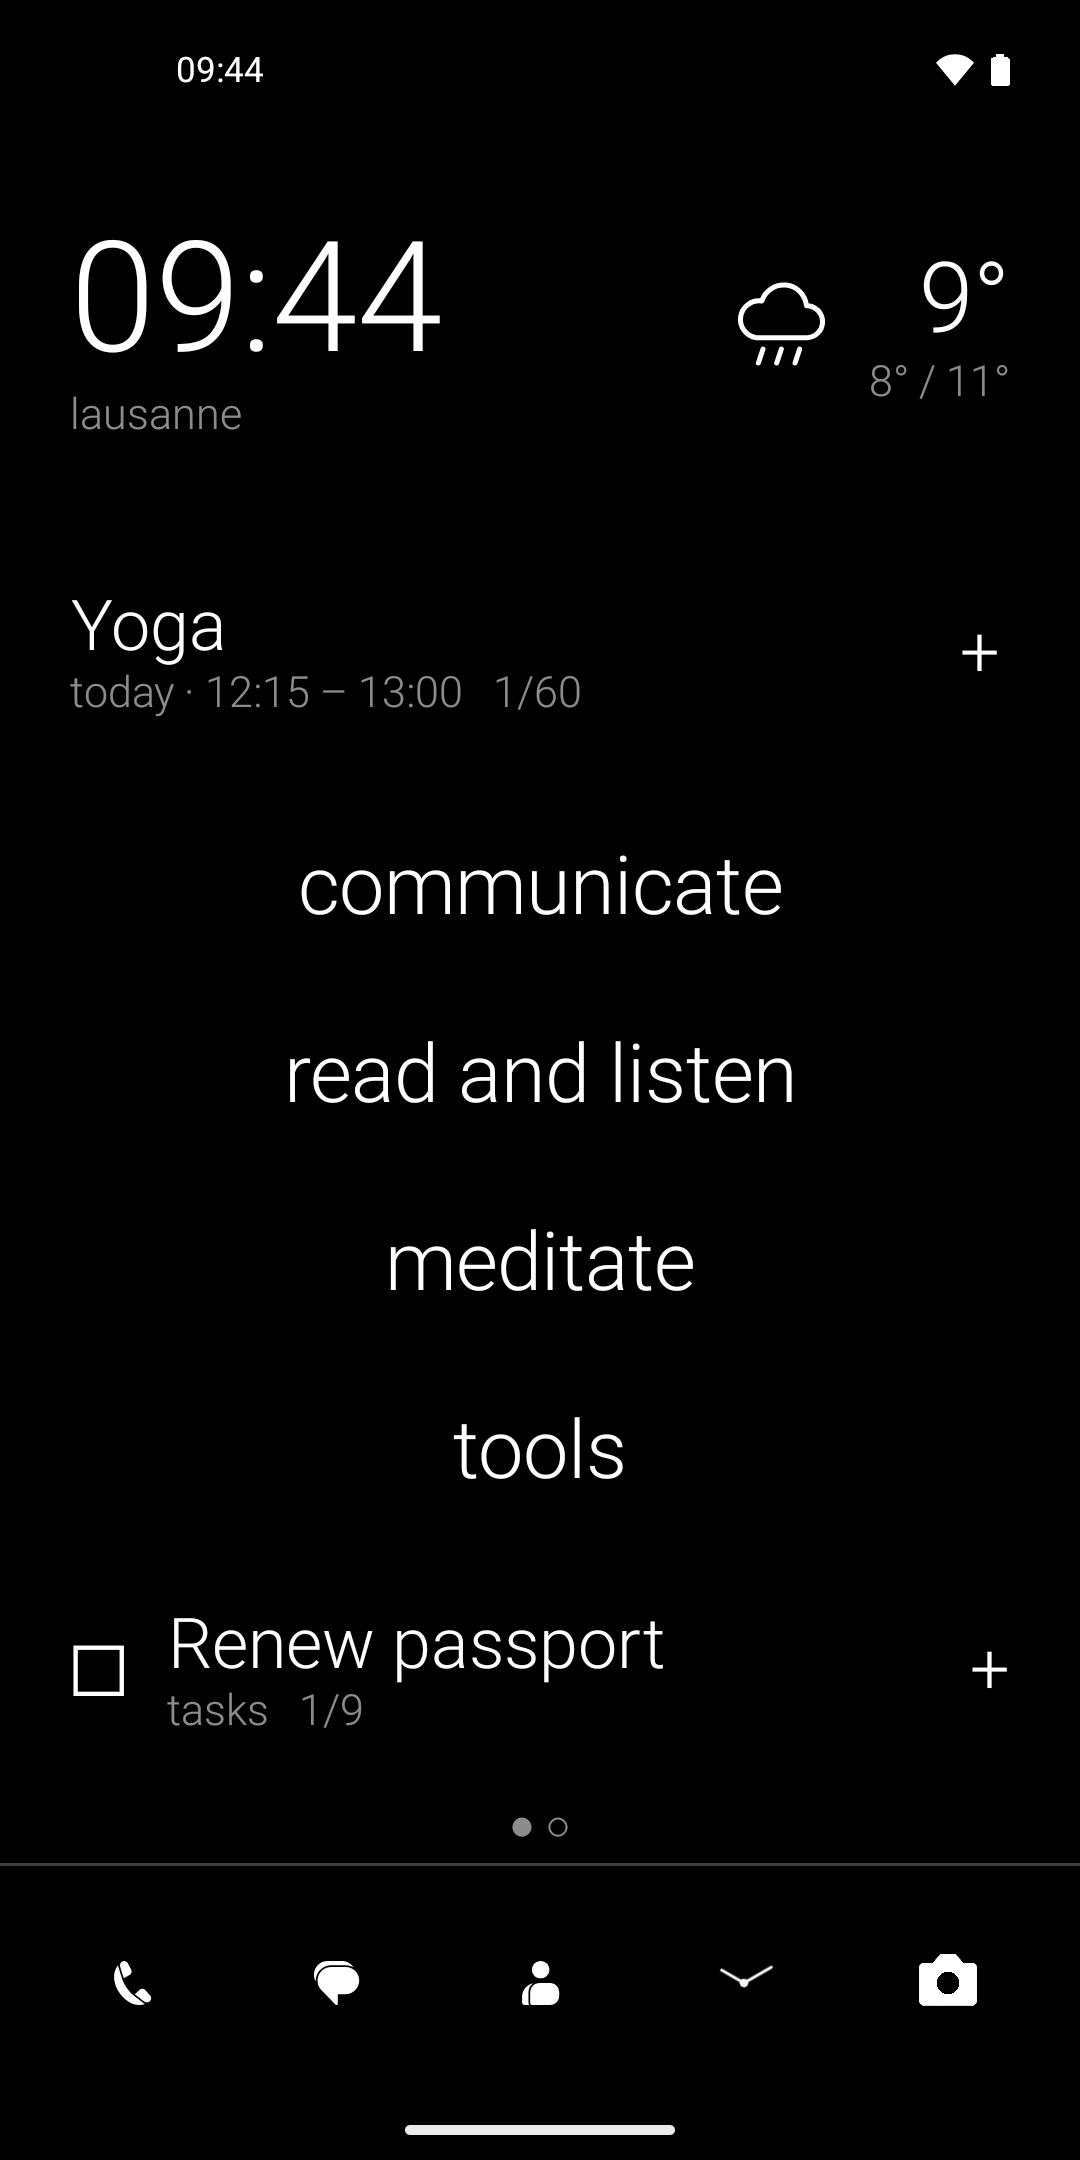 09:44
09:44
9°
8° / 11°
lausanne
Yoga
today · 12:15 – 13:00 1/60
communicate
read and listen
meditate
tools
Renew passport
tasks 1/9